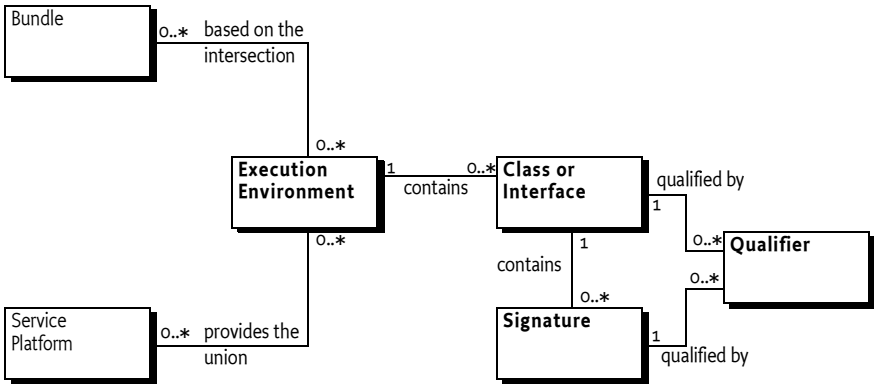 Bundle
0..*
based on the
intersection
0..*
Execution
Environment
1
0..*
contains
Class or
Interface
qualified by
1
0..*
Qualifier
0..*
1
contains
0..*
0..*
Service
Platform
0..*
provides the
union
Signature
1
qualified by